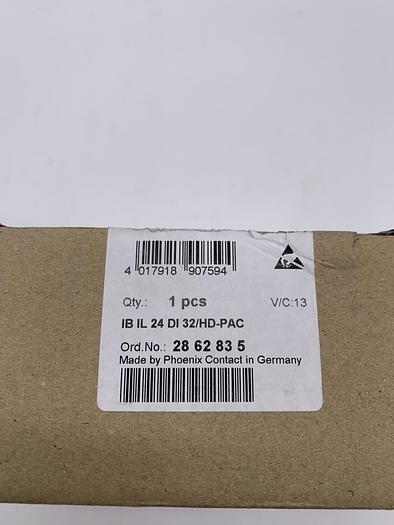 4 017918 907594
Qty.: 1 pcs V/C:13
IB IL 24 DI 32/HD-PAC
Ord.No.: 28 62 83 5
Made by Phoenix Contact in Germany